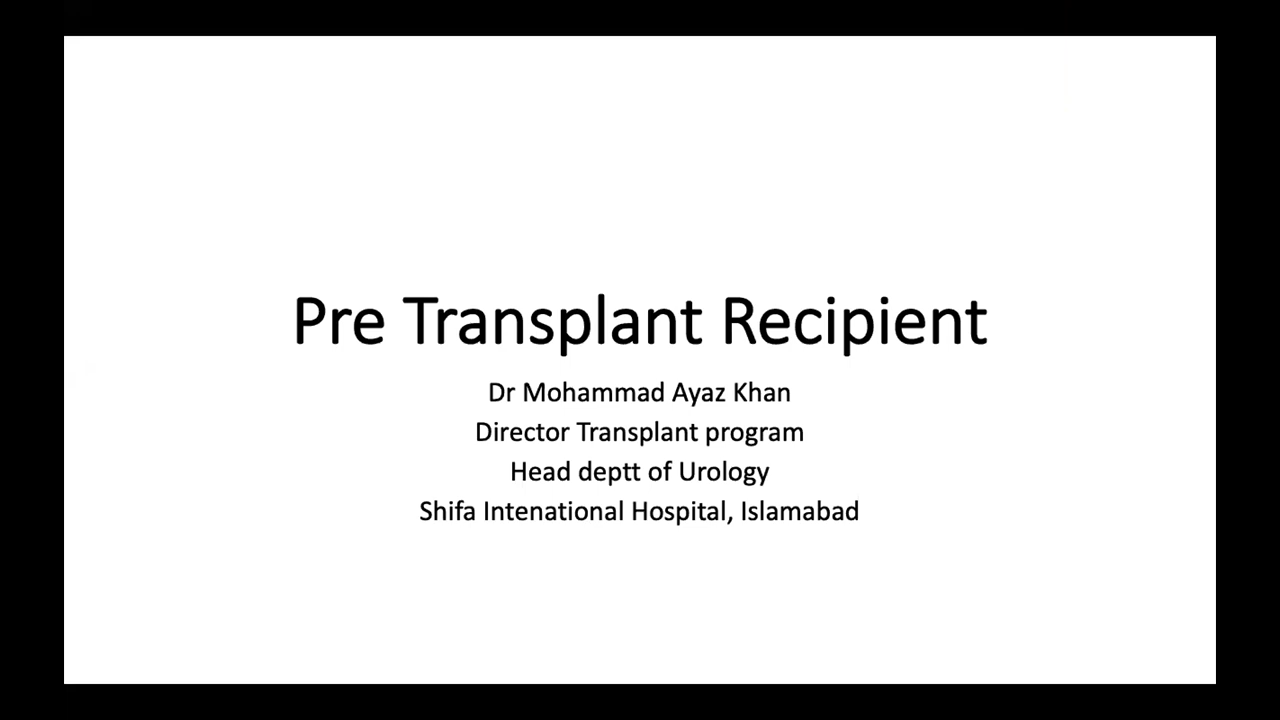 Pre Transplant Recipient
Dr Mohammad Ayaz Khan
Director Transplant program
Head deptt of Urology
Shifa Intenational Hospital, Islamabad